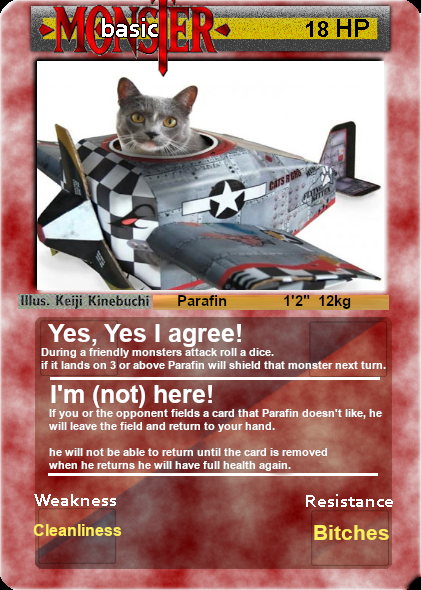 MONSTER
basic
18 HP
CATS R US
FLYING KITTEN
Illus. Keiji Kinebuchi
Parafin 1'2" 12kg
Yes, Yes I agree!
During a friendly monsters attack roll a dice.
if it lands on 3 or above Parafin will shield that monster next turn.
I'm (not) here!
If you or the opponent fields a card that Parafin doesn't like, he
will leave the field and return to your hand.
he will not be able to return until the card is removed
when he returns he will have full health again.
Weakness Resistance
Cleanliness Bitches